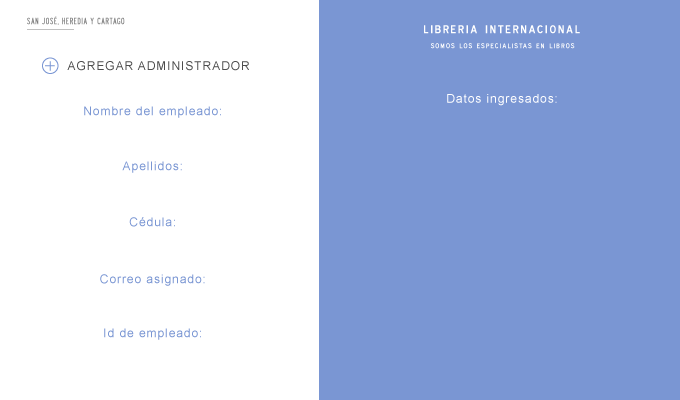 SAN JOSÉ, HEREDIA Y CARTAGO
AGREGAR ADMINISTRADOR
Nombre del empleado:
Apellidos:
Cédula:
Correo asignado:
Id de empleado:
LIBRERIA INTERNACIONAL
SOMOS LOS ESPECIALISTAS EN LIBROS
Datos ingresados: